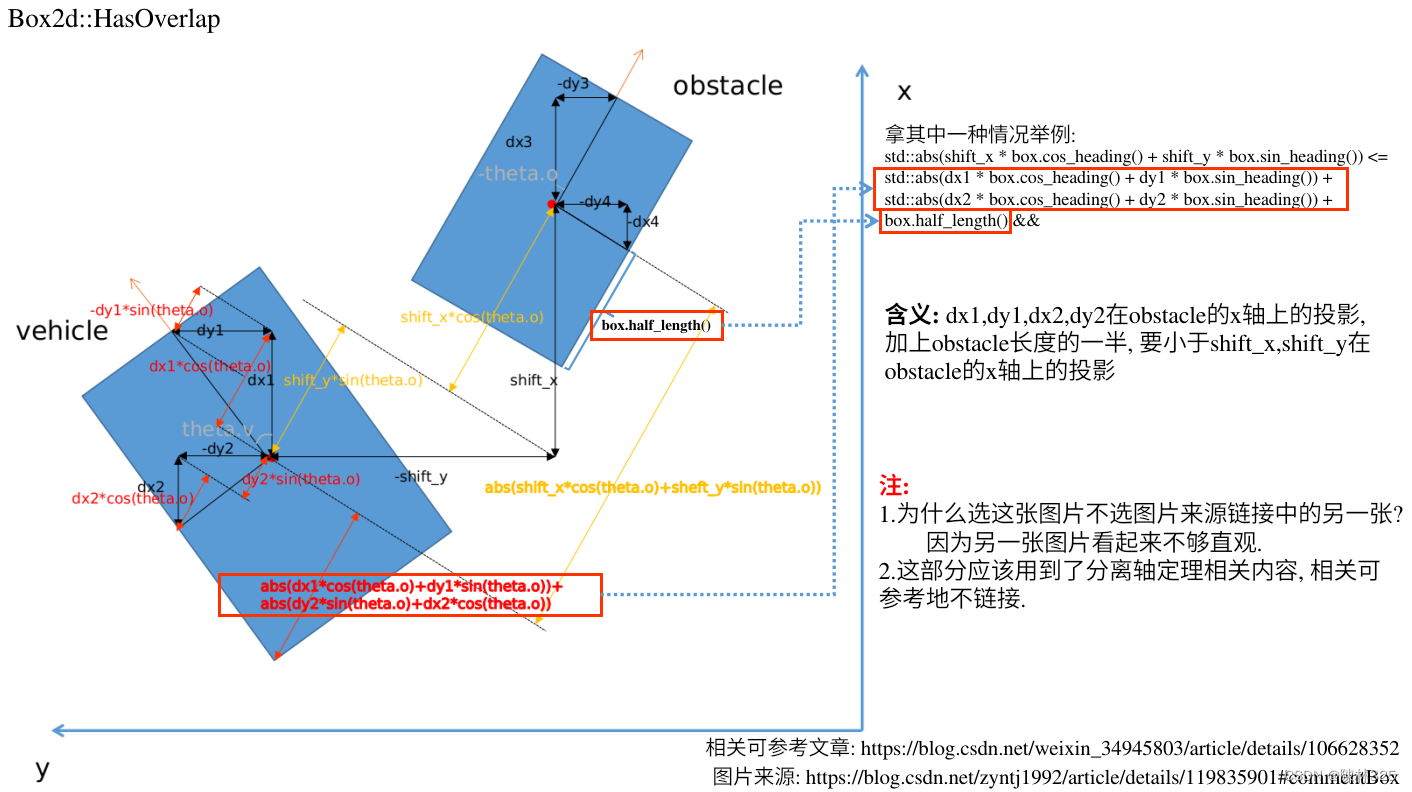 Box2d::HasOverlap
obstacle
x
-dy3
dx3
-theta.o
-dy4
-dx4
拿其中一种情况举例:
std::abs(shift_x * box.cos_heading() + shift_y * box.sin_heading()) <=
std::abs(dx1 * box.cos_heading() + dy1 * box.sin_heading()) +
std::abs(dx2 * box.cos_heading() + dy2 * box.sin_heading()) +
box.half_length() &&
vehicle
-dy1*sin(theta.o)
dy1
dx1*cos(theta.o)
dx1
shift_x*cos(theta.o)
box.half_length()
shift_y*sin(theta.o)
shift_x
含义: dx1,dy1,dx2,dy2在obstacle的x轴上的投影,
加上obstacle长度的一半, 要小于shift_x,shift_y在
obstacle的x轴上的投影
theta.v
-dy2
dx2
dy2*sin(theta.o)
dx2*cos(theta.o)
-shift_y
abs(shift_x*cos(theta.o)+sheft_y*sin(theta.o))
注:
1.为什么选这张图片不选图片来源链接中的另一张?
因为另一张图片看起来不够直观.
2.这部分应该用到了分离轴定理相关内容, 相关可
参考地不链接.
abs(dx1*cos(theta.o)+dy1*sin(theta.o))+
abs(dy2*sin(theta.o)+dx2*cos(theta.o))
y
相关可参考文章: https://blog.csdn.net/weixin_34945803/article/details/106628352
图片来源: https://blog.csdn.net/zyntj1992/article/details/119835901#commentBox